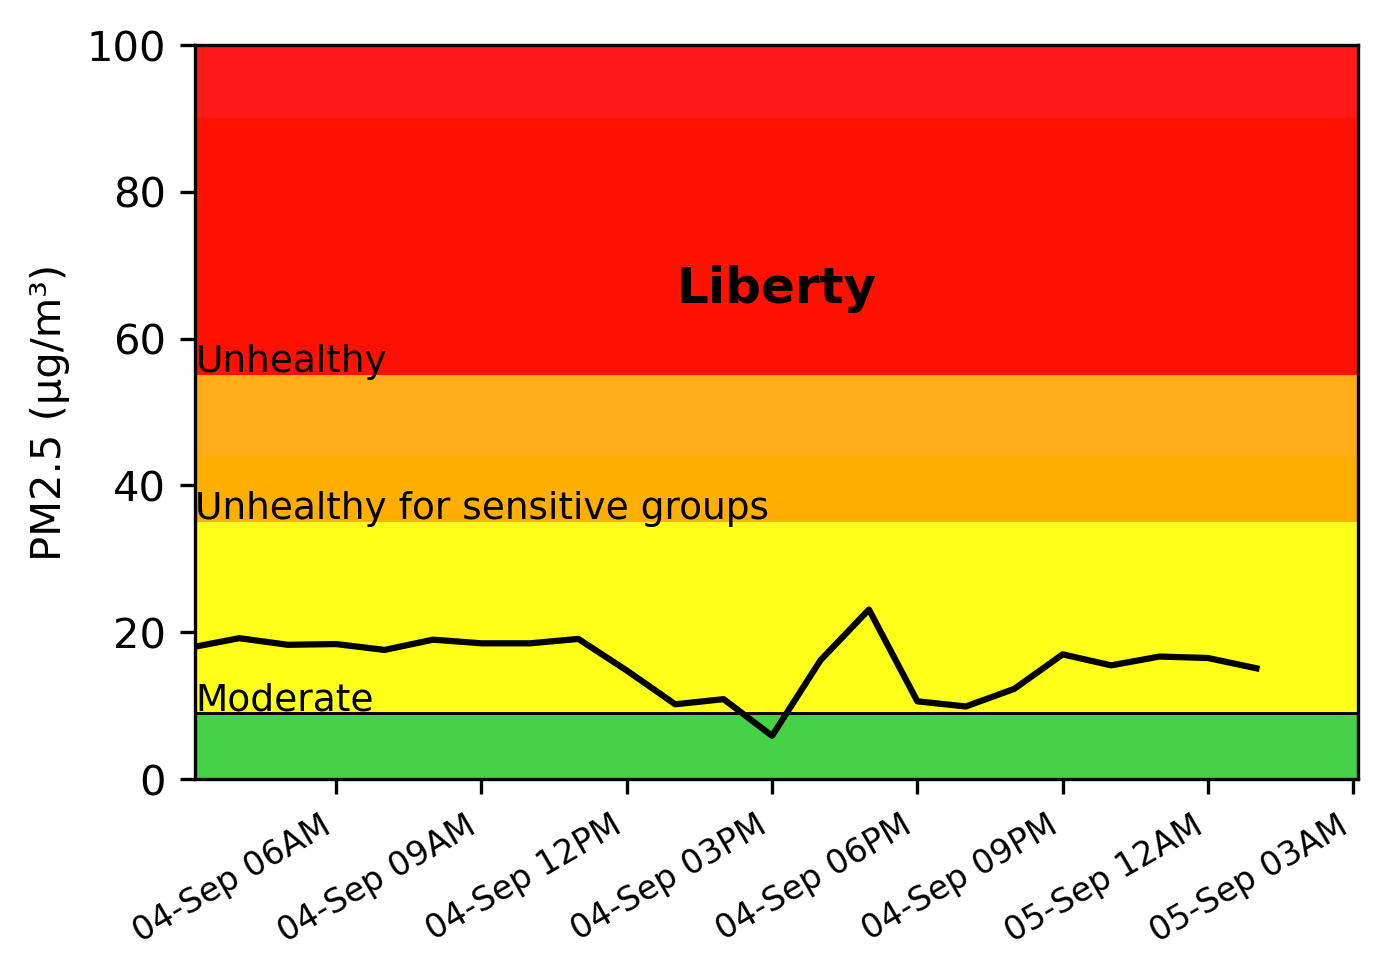 100
80
60
40
20
0
PM2.5 (µg/m³)
Liberty
Unhealthy
Unhealthy for sensitive groups
Moderate
04-Sep 06AM
04-Sep 09AM
04-Sep 12PM
04-Sep 03PM
04-Sep 06PM
04-Sep 09PM
05-Sep 12AM
05-Sep 03AM